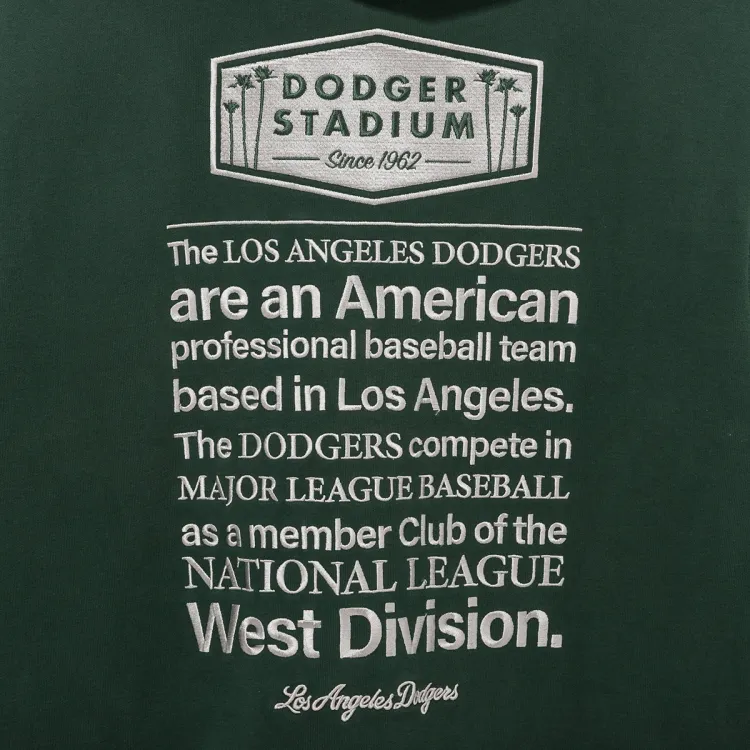 DODGER
STADIUM
Since 1962
The LOS ANGELES DODGERS
are an American
professional baseball team
based in Los Angeles.
The DODGERS compete in
MAJOR LEAGUE BASEBALL
as a member Club of the
NATIONAL LEAGUE
West Division.
Los Angeles Dodgers